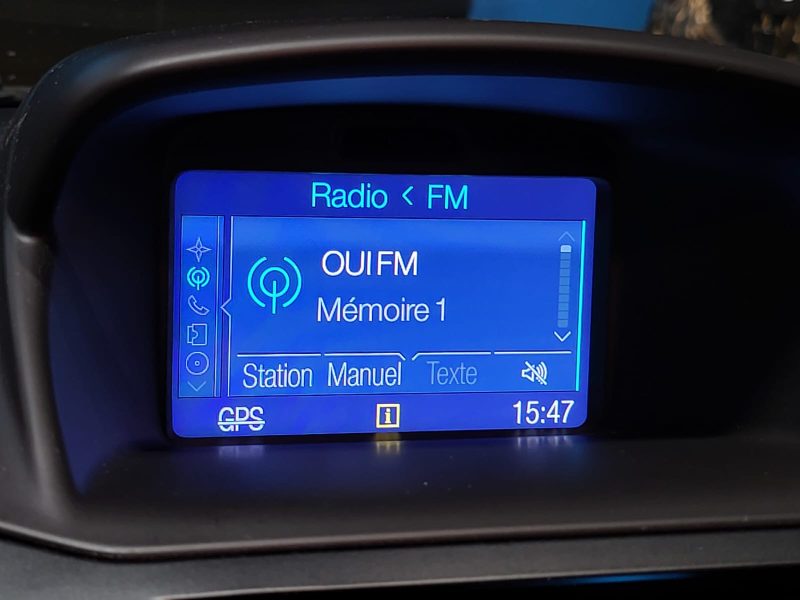 Radio < FM
OUI FM
Mémoire 1
Station Manuel Texte
GPS i 15:47